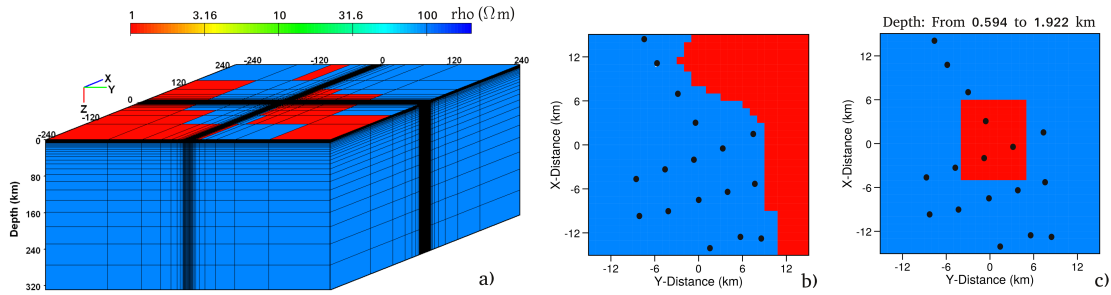 1 3.16 10 31.6 100 rho (Ωm)
240
-240 -120 0 120 240
X
Y
Z
240
120
0
-120
-240
0
80
160
240
320
Depth (km)
a)
12
6
0
-6
-12
X-Distance (km)
-12 -6 0 6 12
Y-Distance (km)
b)
Depth: From 0.594 to 1.922 km
12
6
0
-6
-12
X-Distance (km)
-12 -6 0 6 12
Y-Distance (km)
c)